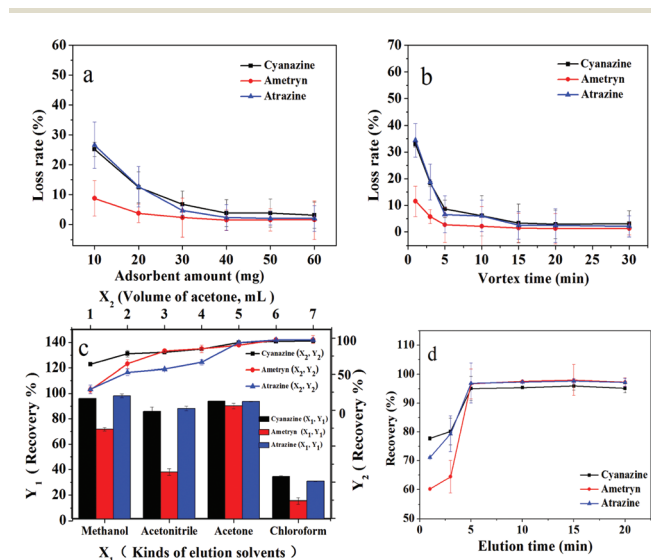 a
Cyanazine
Ametryn
Atrazine
Loss rate (%)
60
50
40
30
20
10
0
10 20 30 40 50 60
Adsorbent amount (mg)
b
Cyanazine
Ametryn
Atrazine
Loss rate (%)
70
60
50
40
30
20
10
0
0 5 10 15 20 25 30
Vortex time (min)
X2 (Volume of acetone, mL)
1 2 3 4 5 6 7
c
Cyanazine (X2, Y2)
Ametryn (X2, Y2)
Atrazine (X2, Y2)
Cyanazine (X1, Y1)
Ametryn (X1, Y1)
Atrazine (X1, Y1)
Y1 ( Recovery % )
140
120
100
80
60
40
20
0
100
50
0
Y2 ( Recovery % )
Methanol Acetonitrile Acetone Chloroform
( Kinds of elution solvents )
d
Cyanazine
Ametryn
Atrazine
Recovery (%)
110
100
90
80
70
60
50
0 5 10 15 20
Elution time (min)